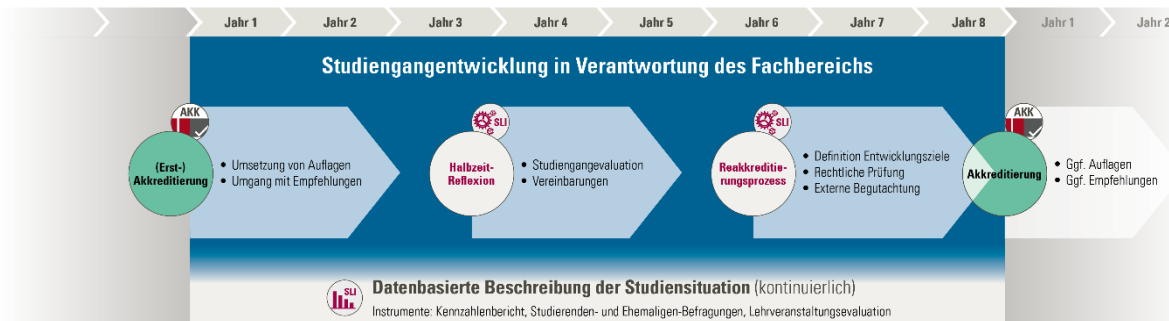 Jahr 1
Jahr 2
Jahr 3
Jahr 4
Jahr 5
Jahr 6
Jahr 7
Jahr 8
Jahr 1
Jahr 2
Studiengangentwicklung in Verantwortung des Fachbereichs
AKK
(Erst-)
Akkreditierung
• Umsetzung von Auflagen
• Umgang mit Empfehlungen
SLI
Halbzeit-
Reflexion
• Studiengangevaluation
• Vereinbarungen
SLI
Reakkreditie-
rungsprozess
• Definition Entwicklungsziele
• Rechtliche Prüfung
• Externe Begutachtung
AKK
Akkreditierung
• Ggf. Auflagen
• Ggf. Empfehlungen
SLI
Datenbasierte Beschreibung der Studiensituation (kontinuierlich)
Instrumente: Kennzahlenbericht, Studierenden- und Ehemaligen-Befragungen, Lehrveranstaltungsevaluation